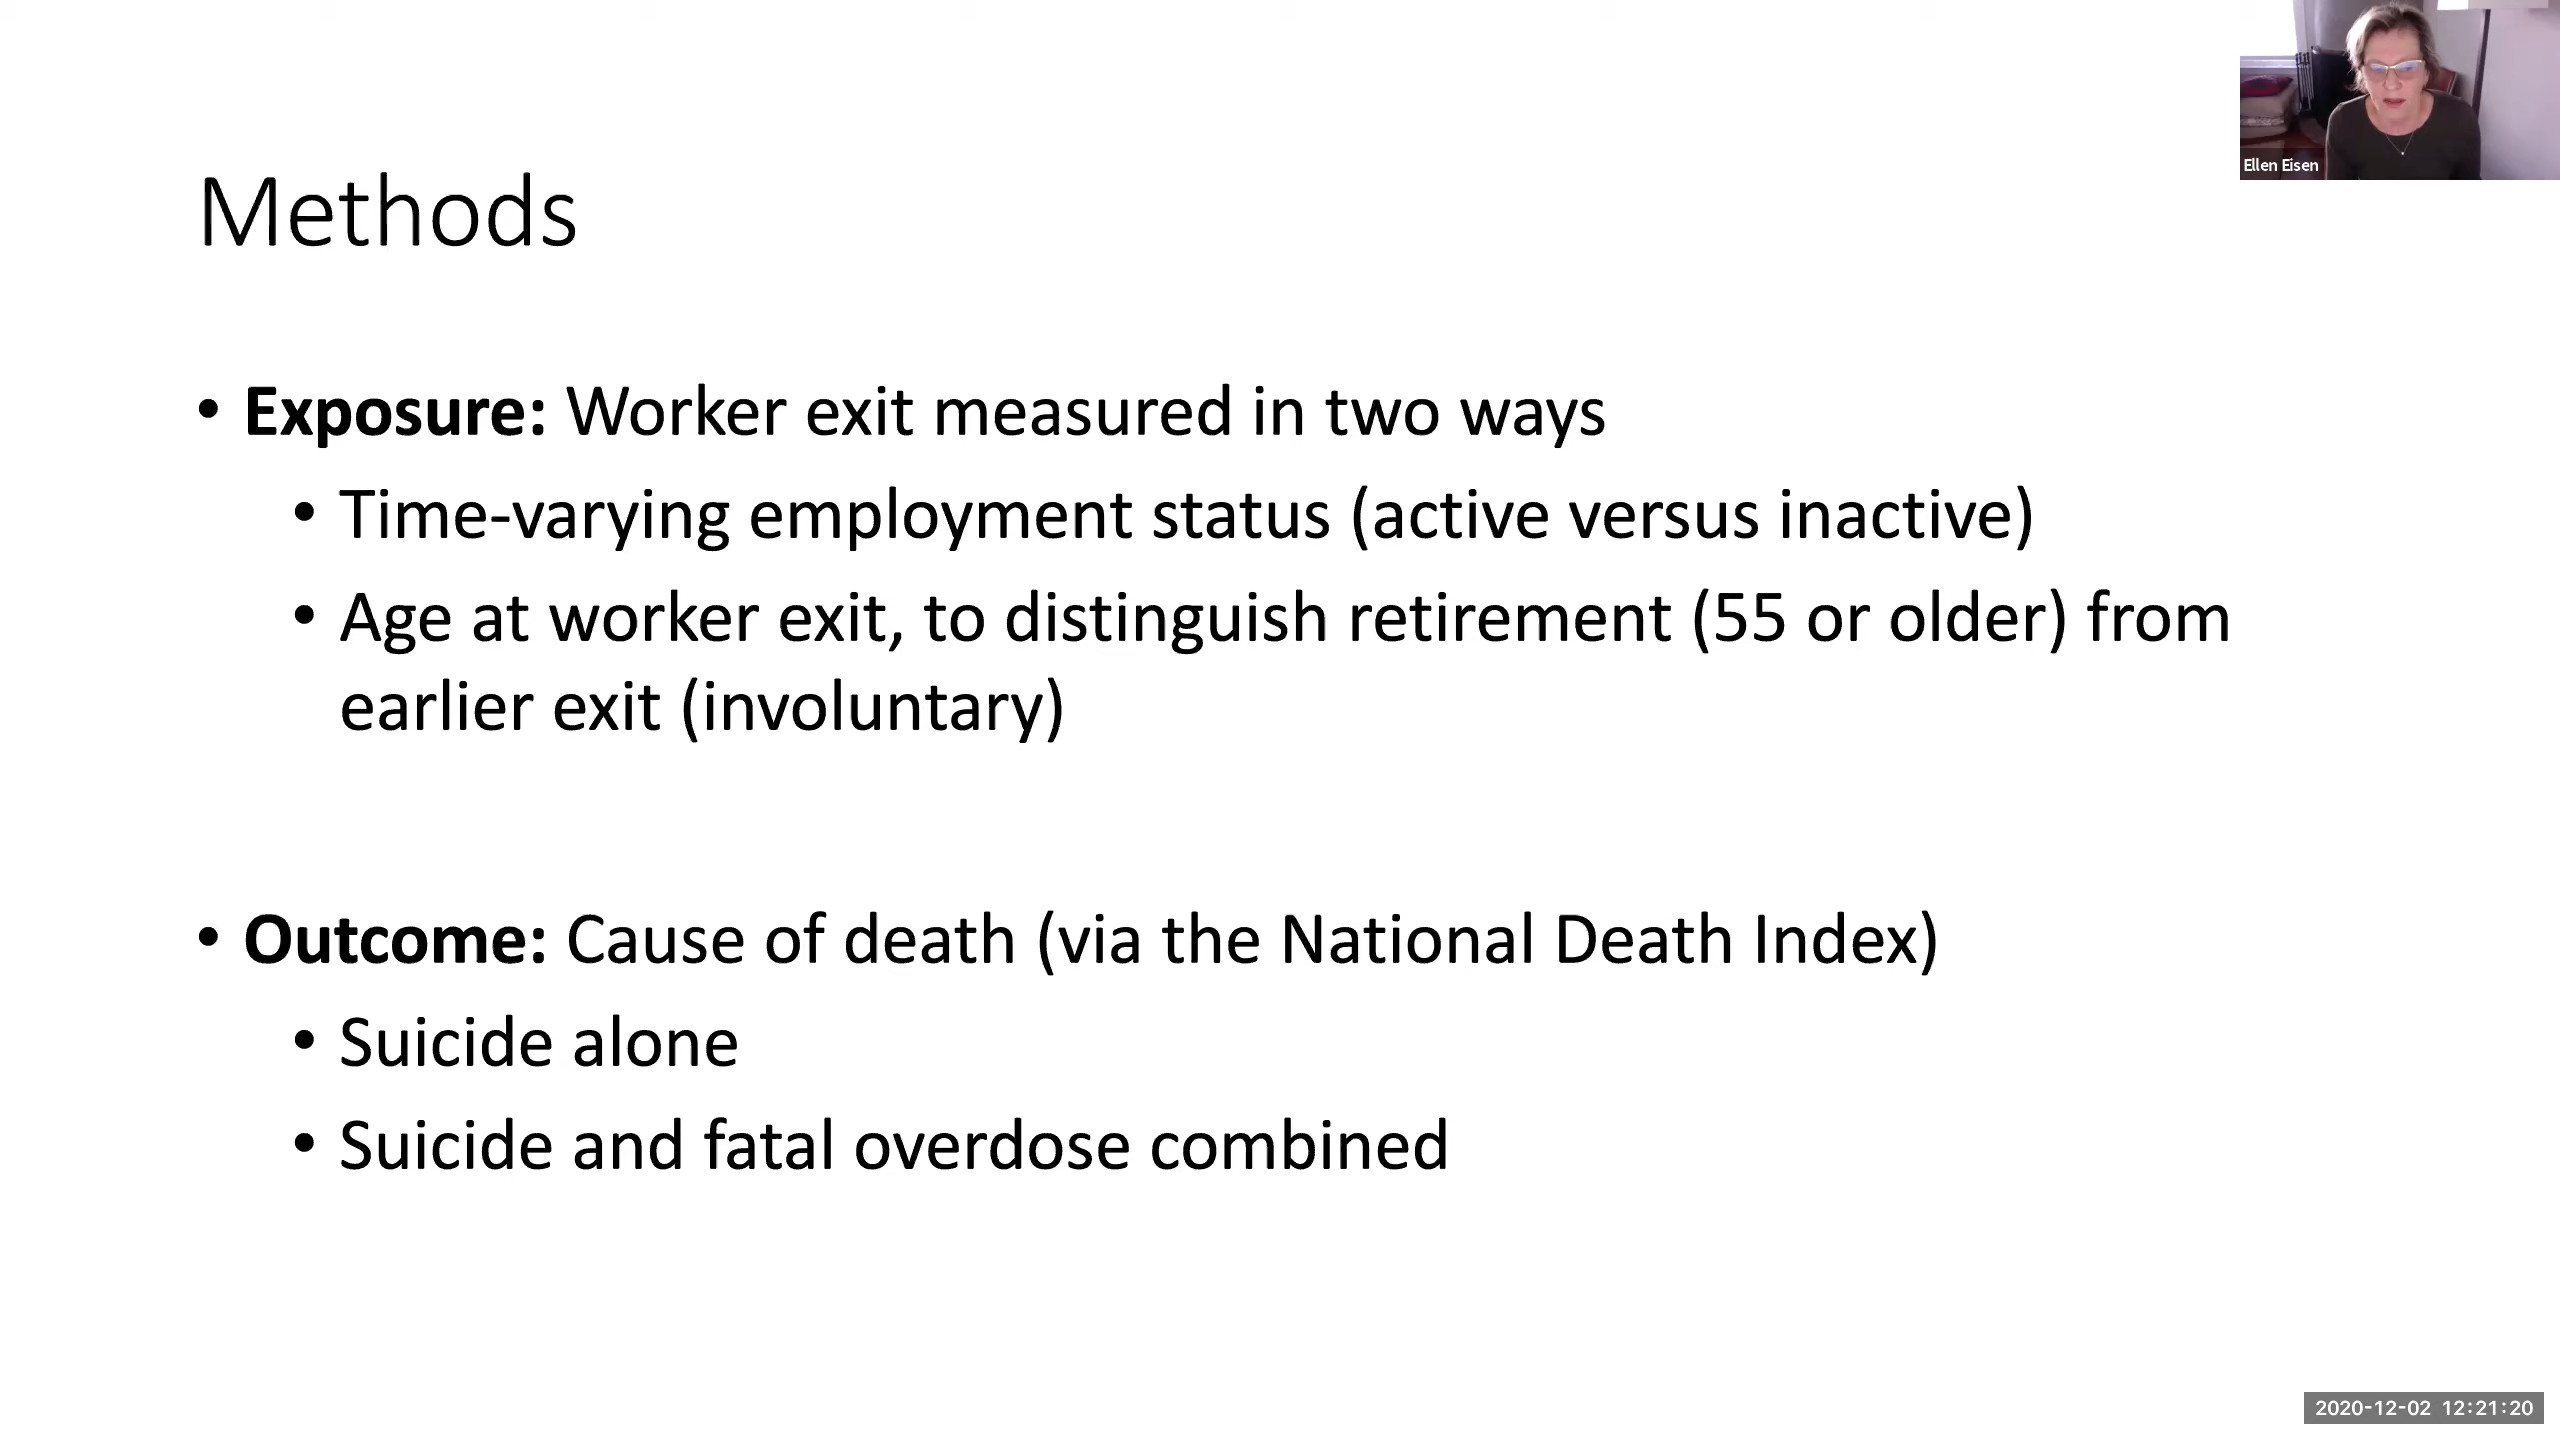 Ellen Eisen
Methods
• Exposure: Worker exit measured in two ways
• Time-varying employment status (active versus inactive)
• Age at worker exit, to distinguish retirement (55 or older) from
earlier exit (involuntary)
• Outcome: Cause of death (via the National Death Index)
• Suicide alone
• Suicide and fatal overdose combined
2020-12-02 12:21:20